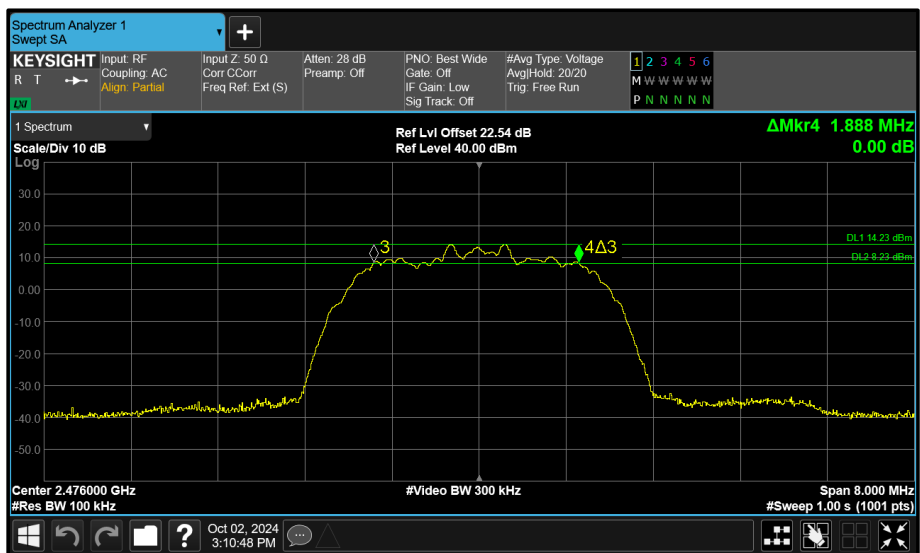 Spectrum Analyzer 1
Swept SA
+
KEYSIGHT
R T
LXI
Input: RF
Coupling: AC
Align: Partial
Input Z: 50 Ω
Corr CCorr
Freq Ref: Ext (S)
Atten: 28 dB
Preamp: Off
PNO: Best Wide
Gate: Off
IF Gain: Low
Sig Track: Off
#Avg Type: Voltage
Avg|Hold: 20/20
Trig: Free Run
1 2 3 4 5 6
M W W W W W
P N N N N N
1 Spectrum
Scale/Div 10 dB
Log
Ref Lvl Offset 22.54 dB
Ref Level 40.00 dBm
ΔMkr4 1.888 MHz
0.00 dB
30.0
20.0
DL1 14.23 dBm
3
4Δ3
10.0
DL2 8.23 dBm
0.00
-10.0
-20.0
-30.0
-40.0
-50.0
Center 2.476000 GHz
#Res BW 100 kHz
#Video BW 300 kHz
Span 8.000 MHz
#Sweep 1.00 s (1001 pts)
?
Oct 02, 2024
3:10:48 PM